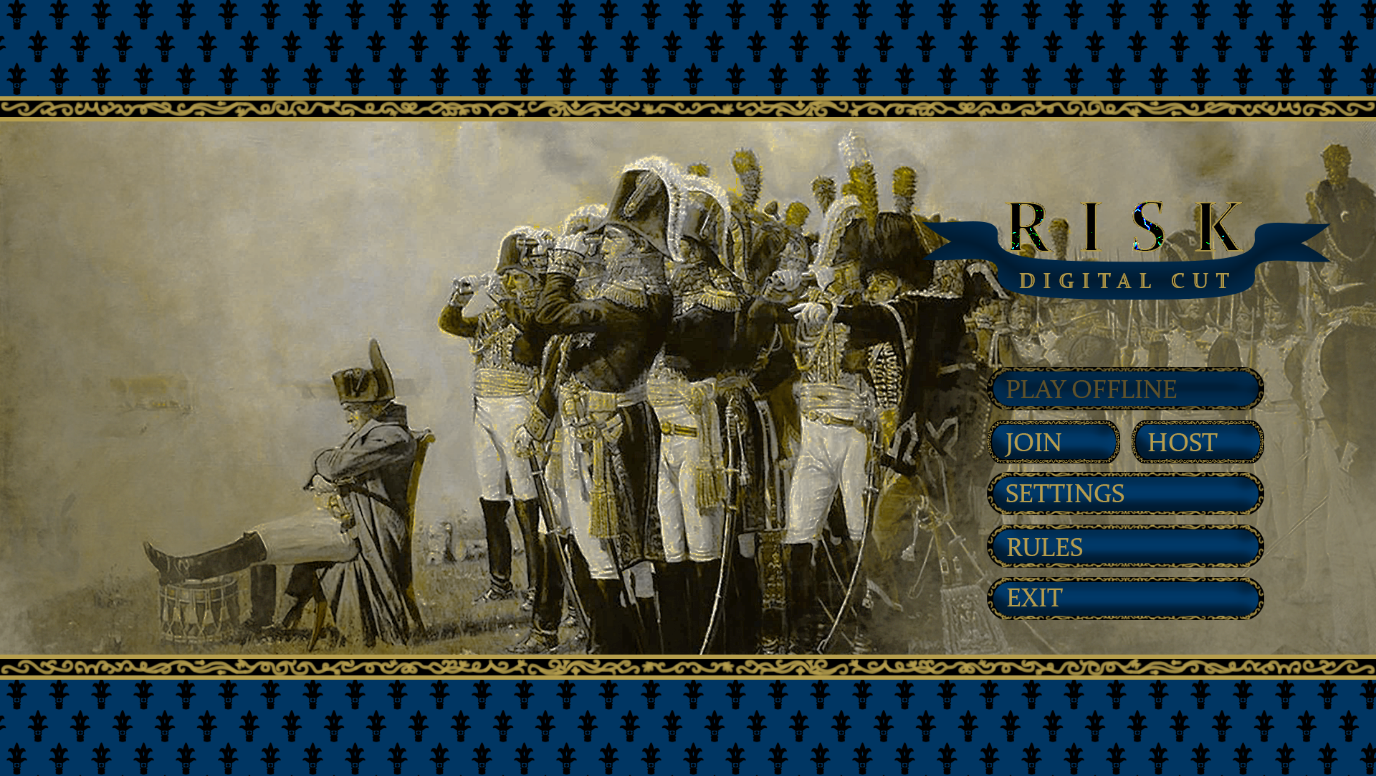 RISK
DIGITAL CUT
PLAY OFFLINE
JOIN HOST
SETTINGS
RULES
EXIT